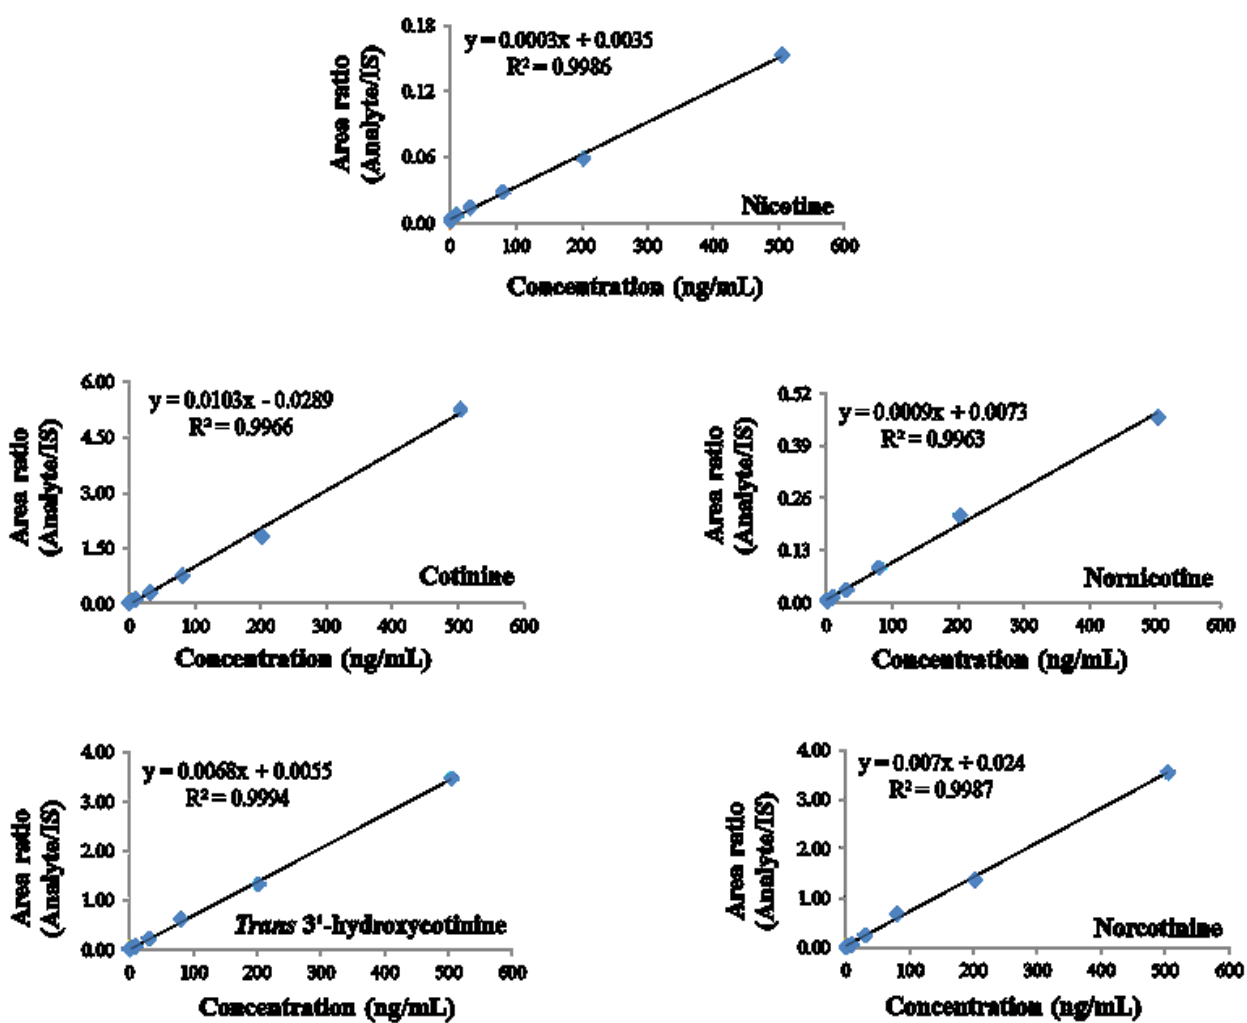 0.18
0.12
0.06
0.00
Area ratio
(Analyte/IS)
y = 0.0003x + 0.0035
R² = 0.9986
Nicotine
0 100 200 300 400 500 600
Concentration (ng/mL)
6.00
4.50
3.00
1.50
0.00
Area ratio
(Analyte/IS)
y = 0.0103x - 0.0289
R² = 0.9966
Cotinine
0 100 200 300 400 500 600
Concentration (ng/mL)
0.52
0.39
0.26
0.13
0.00
Area ratio
(Analyte/IS)
y = 0.0009x + 0.0073
R² = 0.9963
Nornicotine
0 100 200 300 400 500 600
Concentration (ng/mL)
4.00
3.00
2.00
1.00
0.00
Area ratio
(Analyte/IS)
y = 0.0068x + 0.0055
R² = 0.9994
Trans 3'-hydroxycotinine
0 100 200 300 400 500 600
Concentration (ng/mL)
4.00
3.00
2.00
1.00
0.00
Area ratio
(Analyte/IS)
y = 0.007x + 0.024
R² = 0.9987
Norcotinine
0 100 200 300 400 500 600
Concentration (ng/mL)